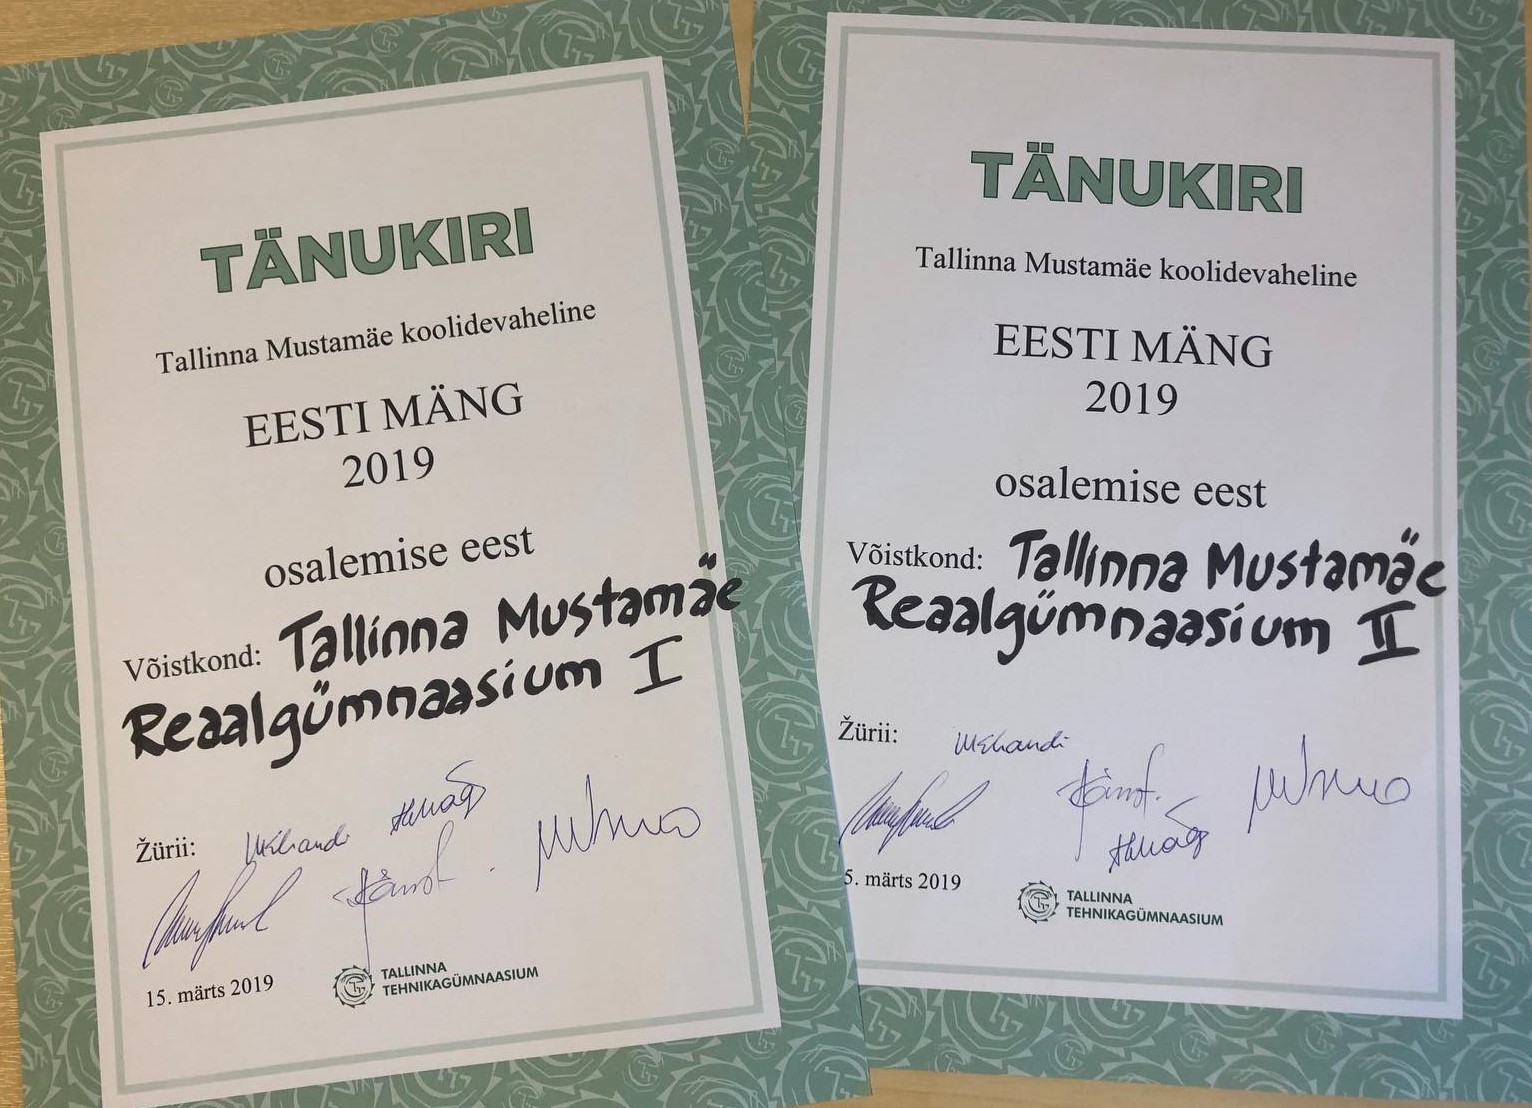 TÄNUKIRI
Tallinna Mustamäe koolidevaheline
EESTI MÄNG
2019
osalemise eest
Võistkond: Tallinna Mustamäe
Reaalgümnaasium I
Žürii:
15. märts 2019
TALLINNA
TEHNIKAGÜMNAASIUM
TÄNUKIRI
Tallinna Mustamäe koolidevaheline
EESTI MÄNG
2019
osalemise eest
Võistkond: Tallinna Mustamäe
Reaalgümnaasium II
Žürii:
5. märts 2019
TALLINNA
TEHNIKAGÜMNAASIUM